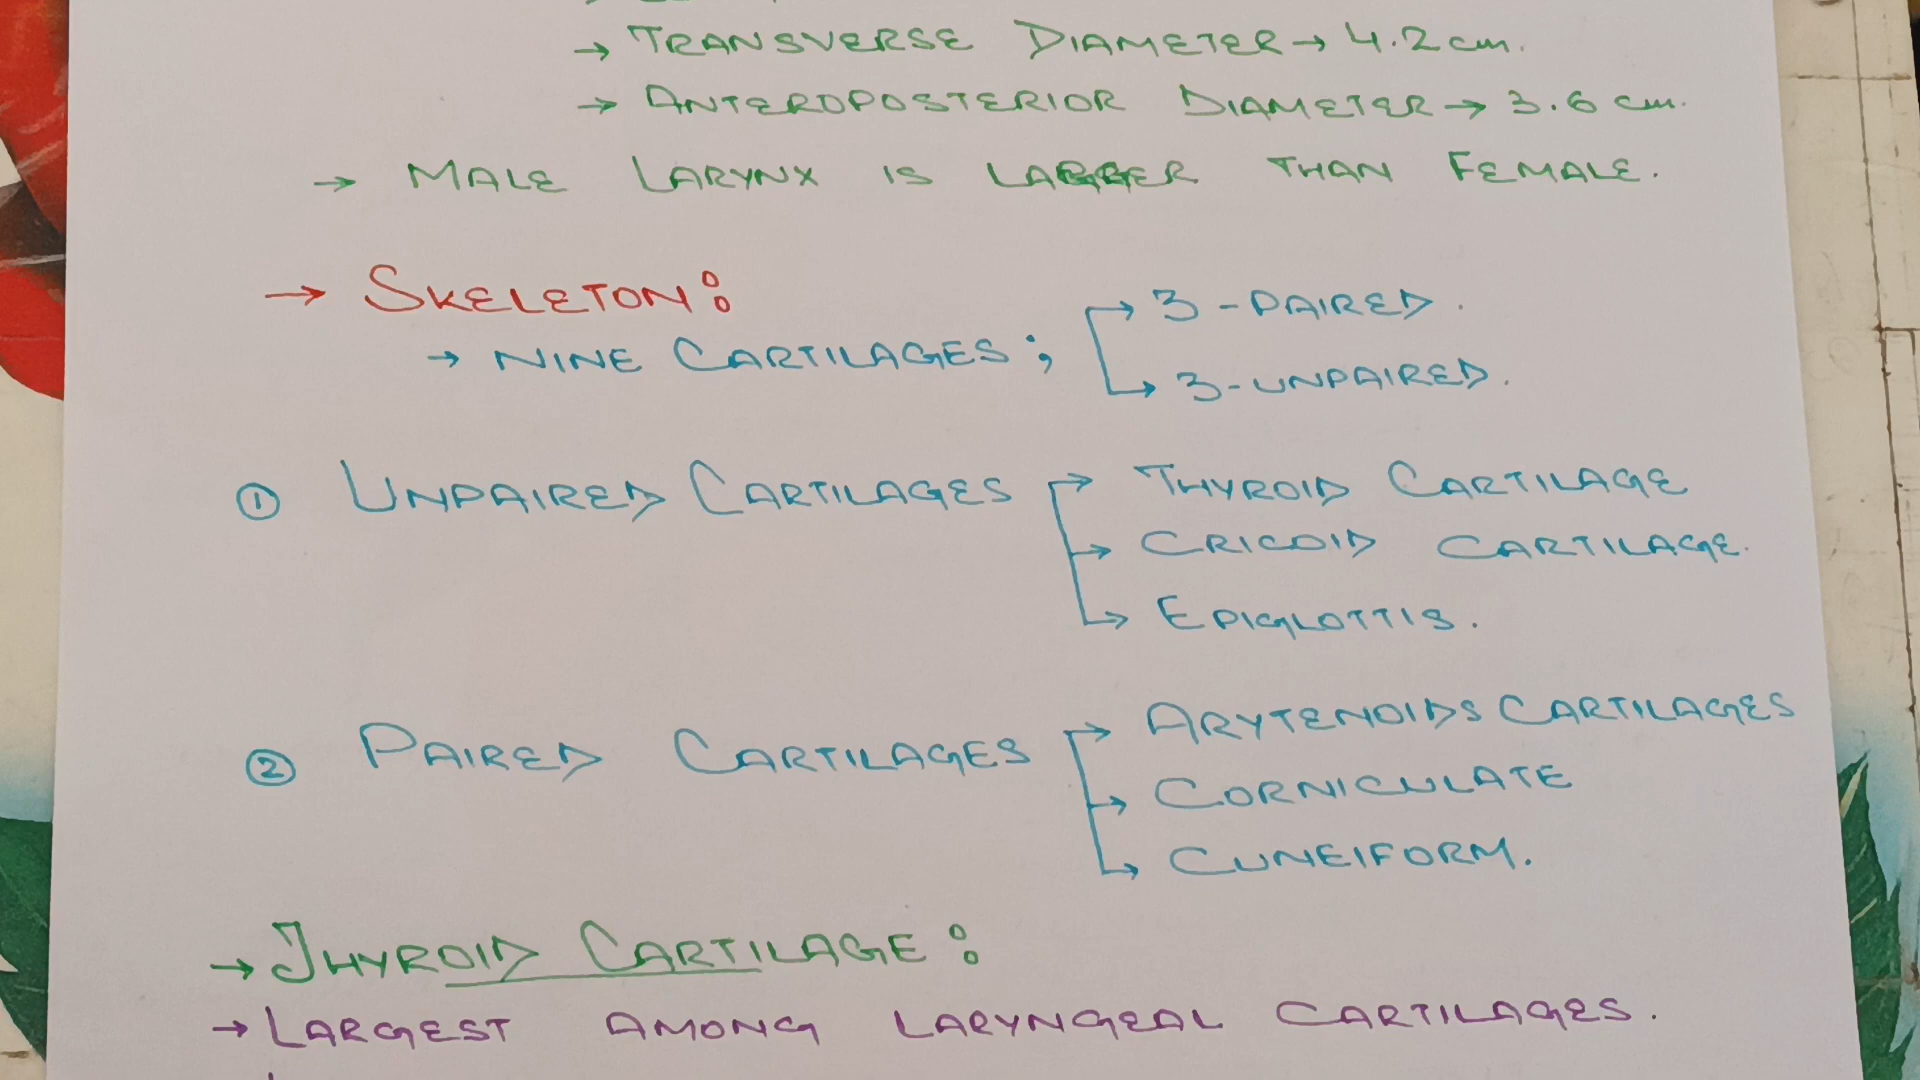 → TRANSVERSE DIAMETER → 4.2 cm.
→ ANTEROPOSTERIOR DIAMETER → 3.6 cm.
→ MALE LARYNX IS LARGER THAN FEMALE.
→ SKELETON:
→ NINE CARTILAGES; → 3-PAIRED.
→ 3-UNPAIRED.
① UNPAIRED CARTILAGES → THYROID CARTILAGE
→ CRICOID CARTILAGE.
→ EPIGLOTTIS.
② PAIRED CARTILAGES → ARYTENOIDS CARTILAGES
→ CORNICULATE
→ CUNEIFORM.
→ THYROID CARTILAGE:
→ LARGEST AMONG LARYNGEAL CARTILAGES.